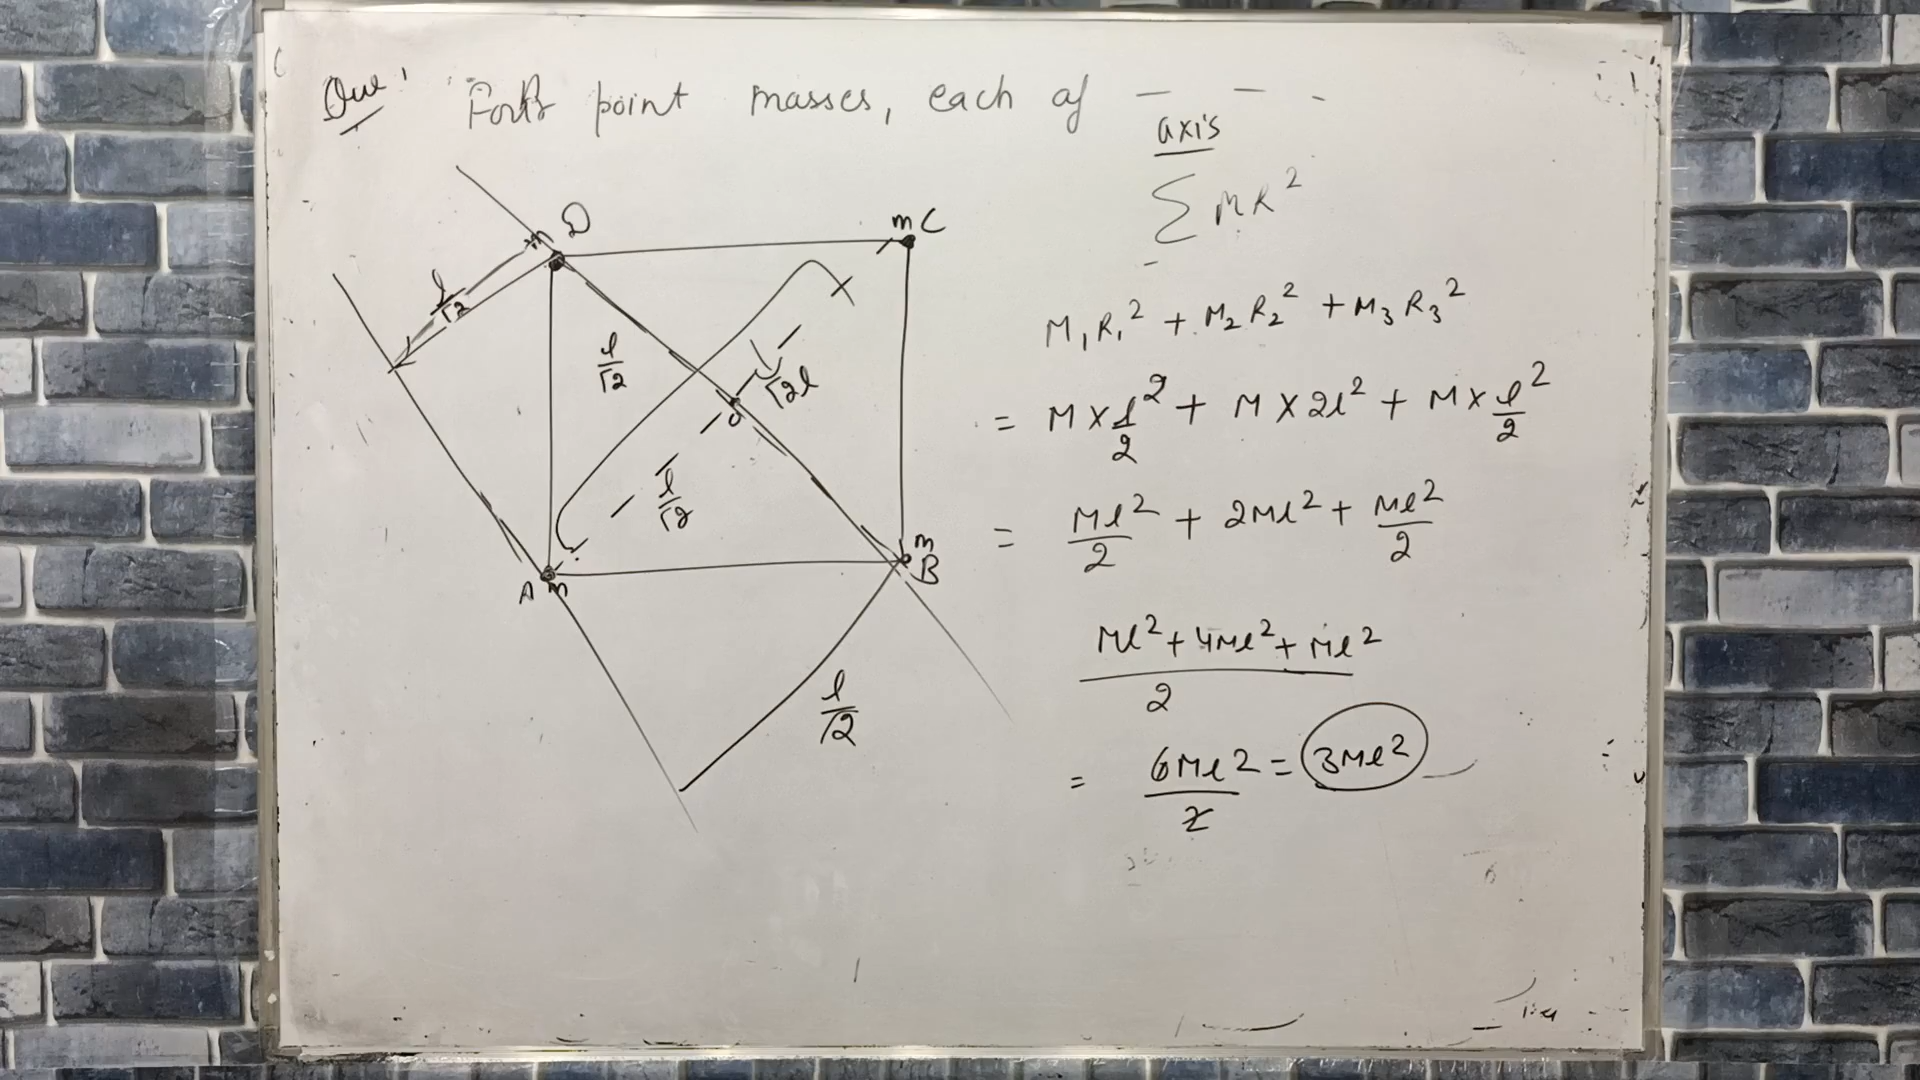 Que! Four point masses, each of - - -
axis
∑ MR²
D
m
m C
l/√2
M₁R₁² + M₂R₂² + M₃R₃²
l/√2
√2l
= M × l²/2 + M × 2l² + M × l²/2
O
l/√2
= Ml²/2 + 2Ml² + Ml²/2
m
B
A m
(Ml² + 4Ml² + Ml²)/2
l/√2
= 6Ml²/2 = 3Ml²